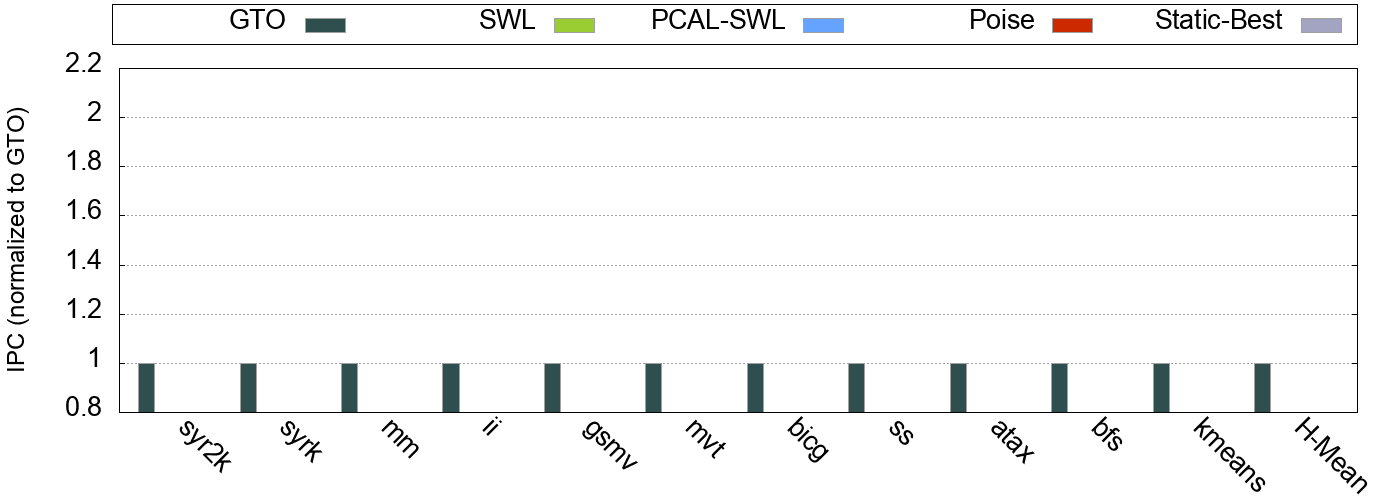 GTO SWL PCAL-SWL Poise Static-Best
IPC (normalized to GTO)
2.2
2
1.8
1.6
1.4
1.2
1
0.8
syr2k syrk mm ii gsmv mvt bicg ss atax bfs kmeans H-Mean